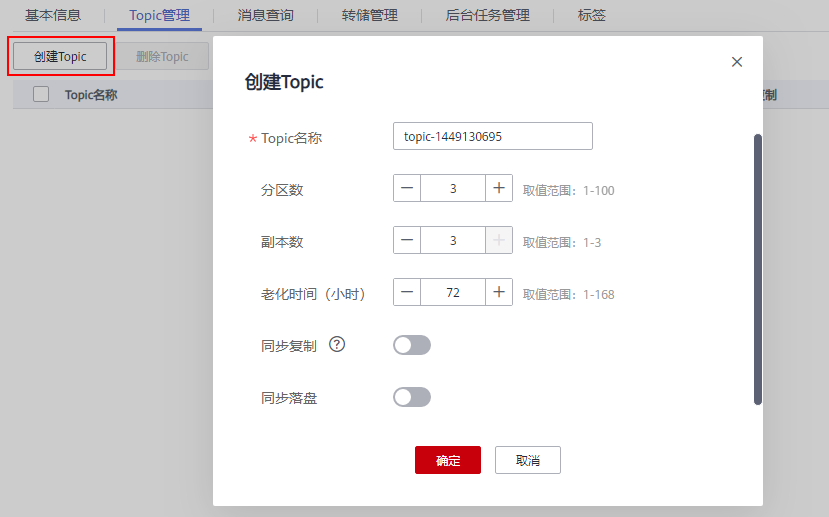 基本信息 Topic管理 消息查询 转储管理 后台任务管理 标签
创建Topic 删除Topic
Topic名称
创建Topic
* Topic名称 topic-1449130695
分区数 3 取值范围：1-100
副本数 3 取值范围：1-3
老化时间（小时） 72 取值范围：1-168
同步复制 ?
同步落盘
确定 取消